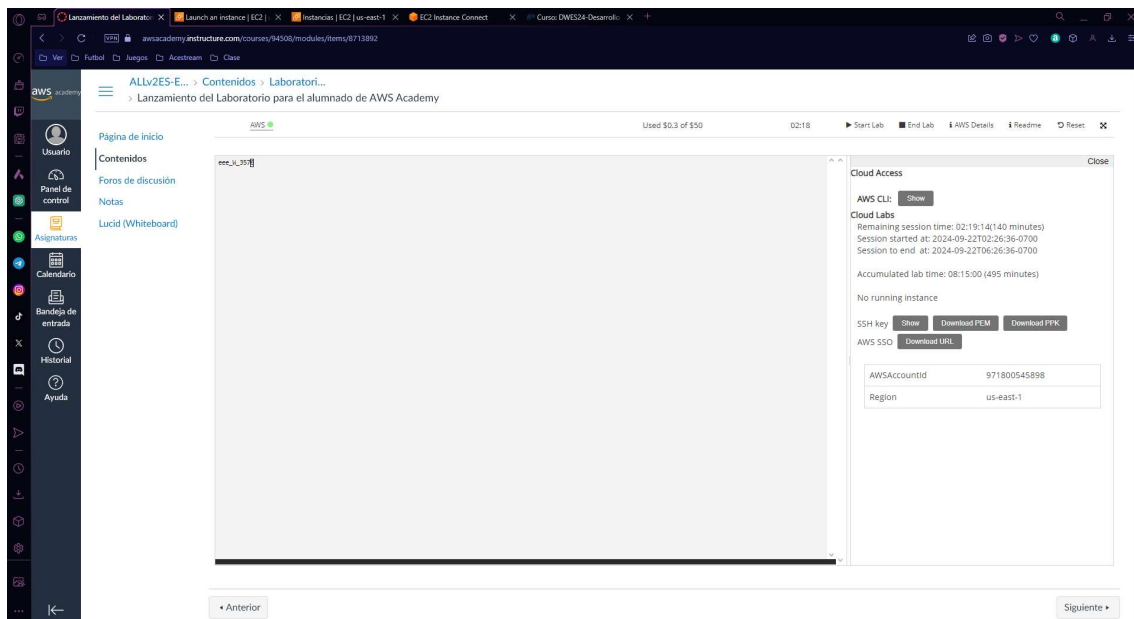 Lanzamiento del Laborator
Launch an instance | EC2 |
Instancias | EC2 | us-east-1
EC2 Instance Connect
Curso: DWES24-Desarrollo
VPN
awsacademy.instructure.com/courses/94508/modules/items/8713892
Ver
Futbol
Juegos
Acestream
Clase
aws academy
ALLv2ES-E... > Contenidos > Laboratori...
> Lanzamiento del Laboratorio para el alumnado de AWS Academy
Usuario
Panel de control
Asignaturas
Calendario
Bandeja de entrada
Historial
Ayuda
Página de inicio
Contenidos
Foros de discusión
Notas
Lucid (Whiteboard)
AWS
Used $0.3 of $50
02:18
Start Lab
End Lab
AWS Details
Readme
Reset
Close
Cloud Access
AWS CLI: Show
Cloud Labs
Remaining session time: 02:19:14(140 minutes)
Session started at: 2024-09-22T02:26:36-0700
Session to end at: 2024-09-22T06:26:36-0700
Accumulated lab time: 08:15:00 (495 minutes)
No running instance
SSH key Show Download PEM Download PPK
AWS SSO Download URL
AWSAccountId 971800545898
Region us-east-1
Anterior
Siguiente